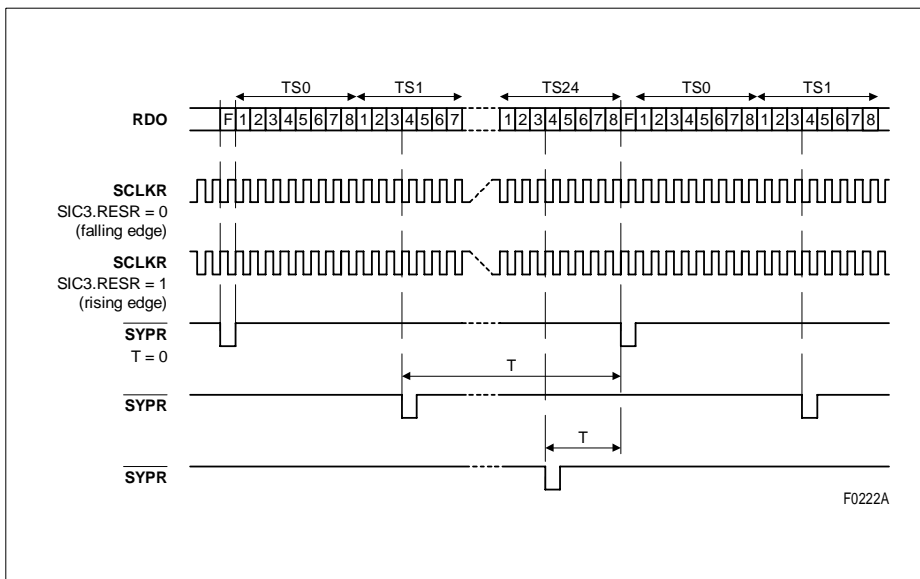 TS0 TS1 TS24 TS0 TS1
RDO F 1 2 3 4 5 6 7 8 1 2 3 4 5 6 7 1 2 3 4 5 6 7 8 F 1 2 3 4 5 6 7 8 1 2 3 4 5 6 7 8
SCLKR
SIC3.RESR = 0
(falling edge)
SCLKR
SIC3.RESR = 1
(rising edge)
SYPR
T = 0
T
SYPR
T
SYPR
F0222A